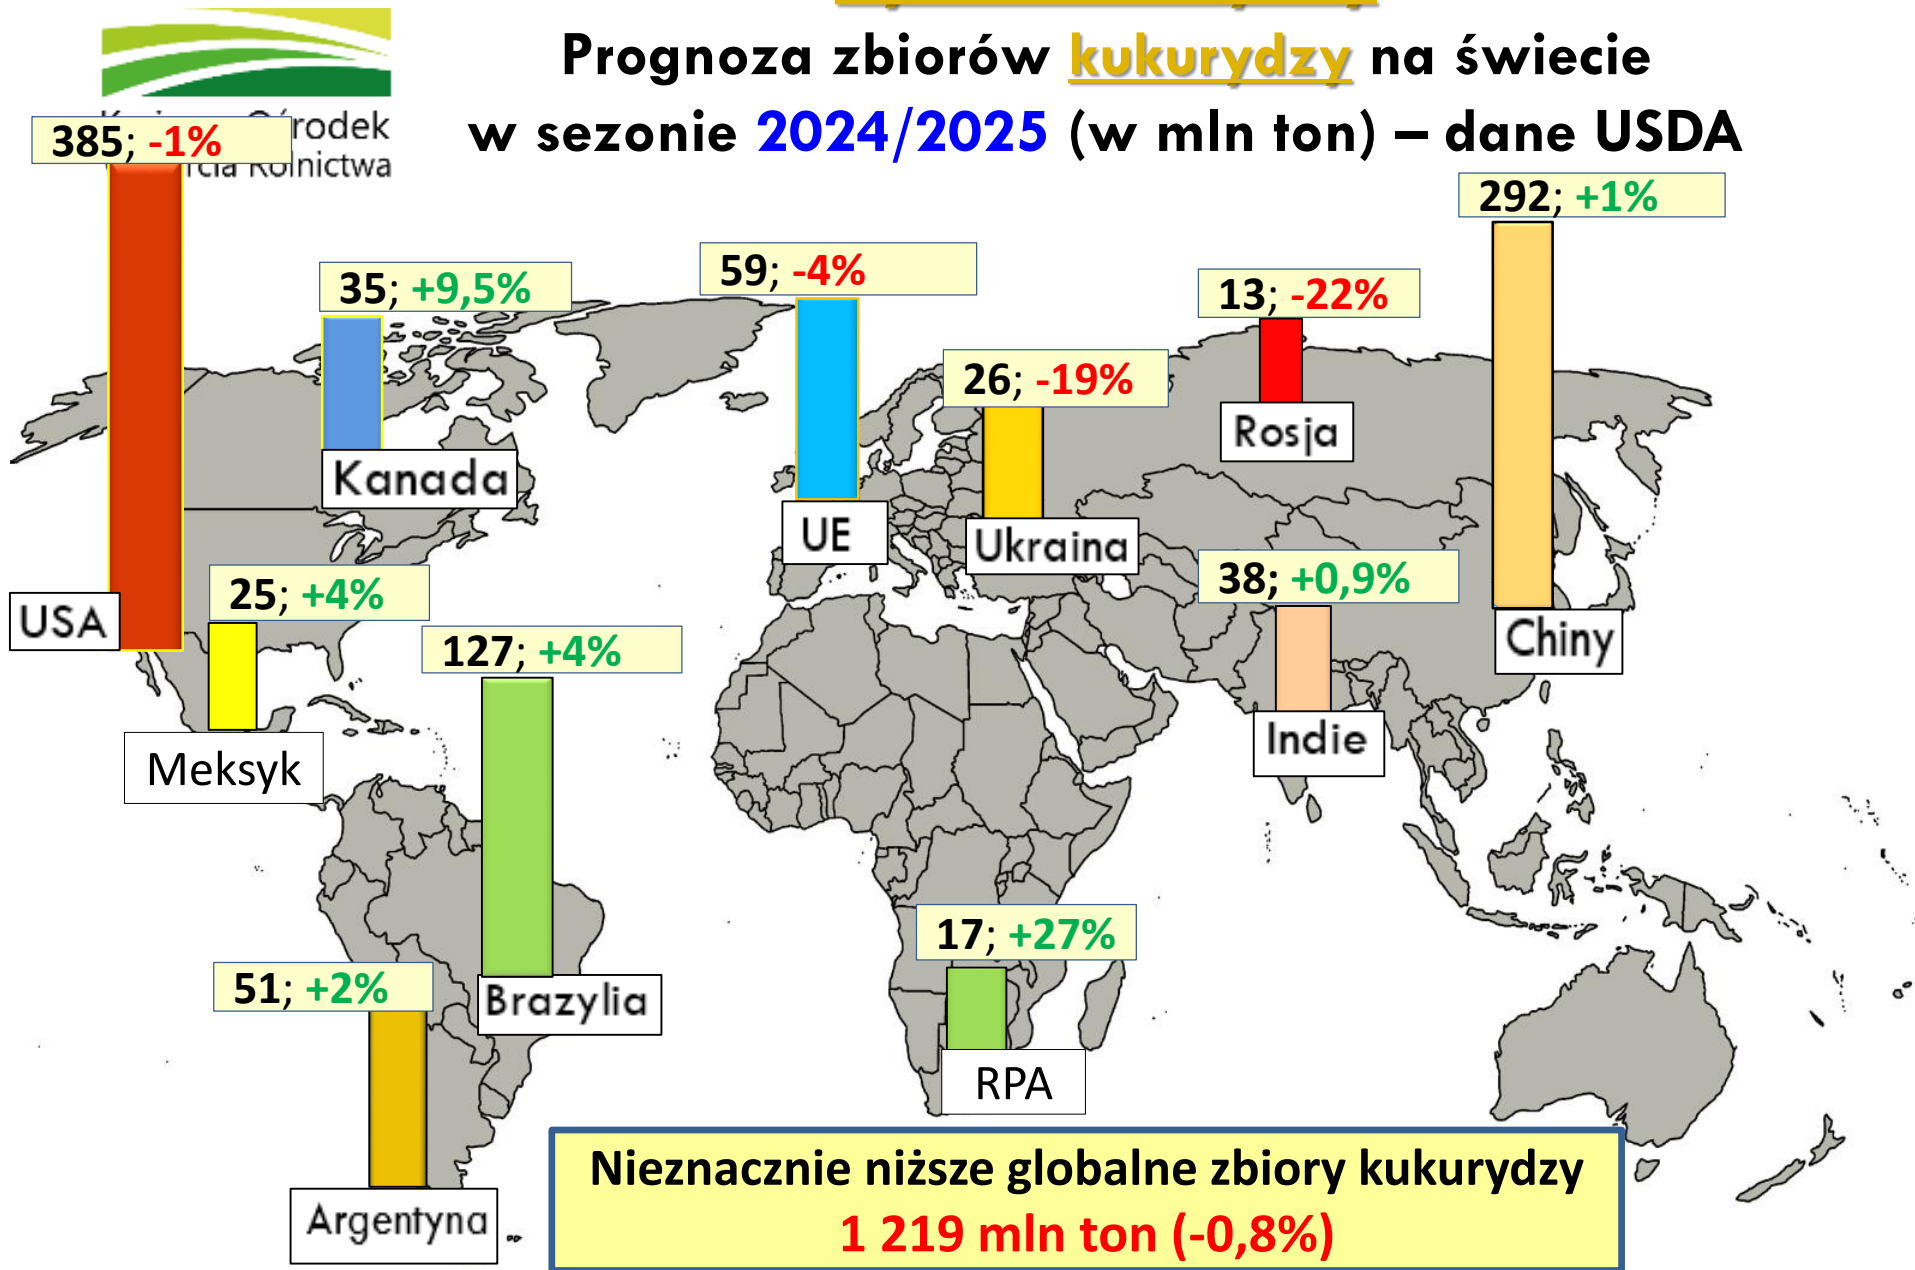 Prognoza zbiorów kukurydzy na świecie
w sezonie 2024/2025 (w mln ton) – dane USDA
rodek
rcia Rolnictwa
385; -1%
USA
35; +9,5%
Kanada
59; -4%
UE
26; -19%
Ukraina
13; -22%
Rosja
292; +1%
Chiny
25; +4%
Meksyk
127; +4%
Brazylia
38; +0,9%
Indie
51; +2%
Argentyna
17; +27%
RPA
Nieznacznie niższe globalne zbiory kukurydzy
1 219 mln ton (-0,8%)